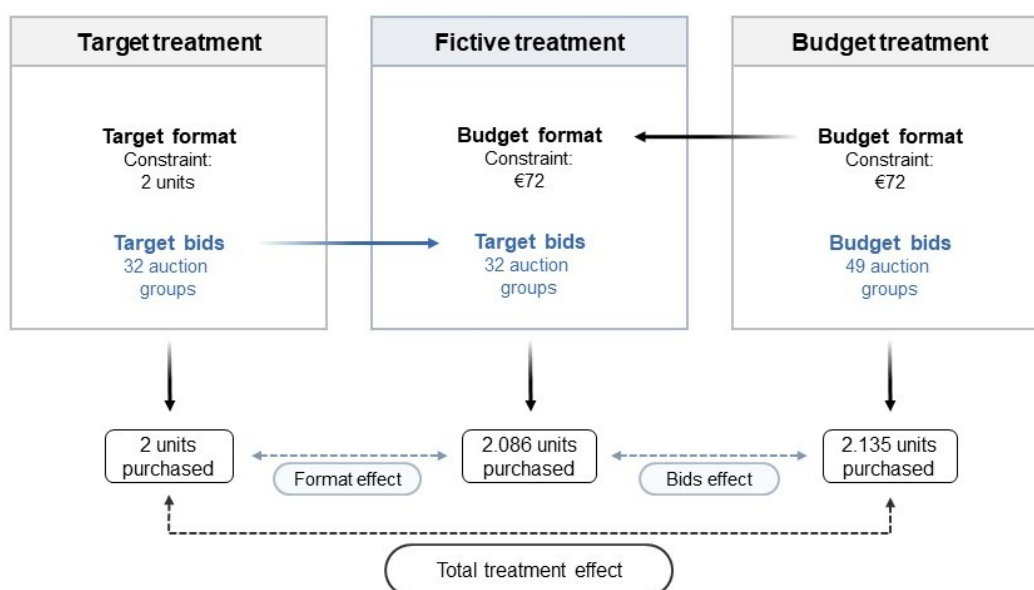 Target treatment
Fictive treatment
Budget treatment
Target format
Constraint:
2 units
Budget format
Constraint:
€72
Budget format
Constraint:
€72
Target bids
32 auction
groups
Target bids
32 auction
groups
Budget bids
49 auction
groups
2 units
purchased
2.086 units
purchased
2.135 units
purchased
Format effect
Bids effect
Total treatment effect